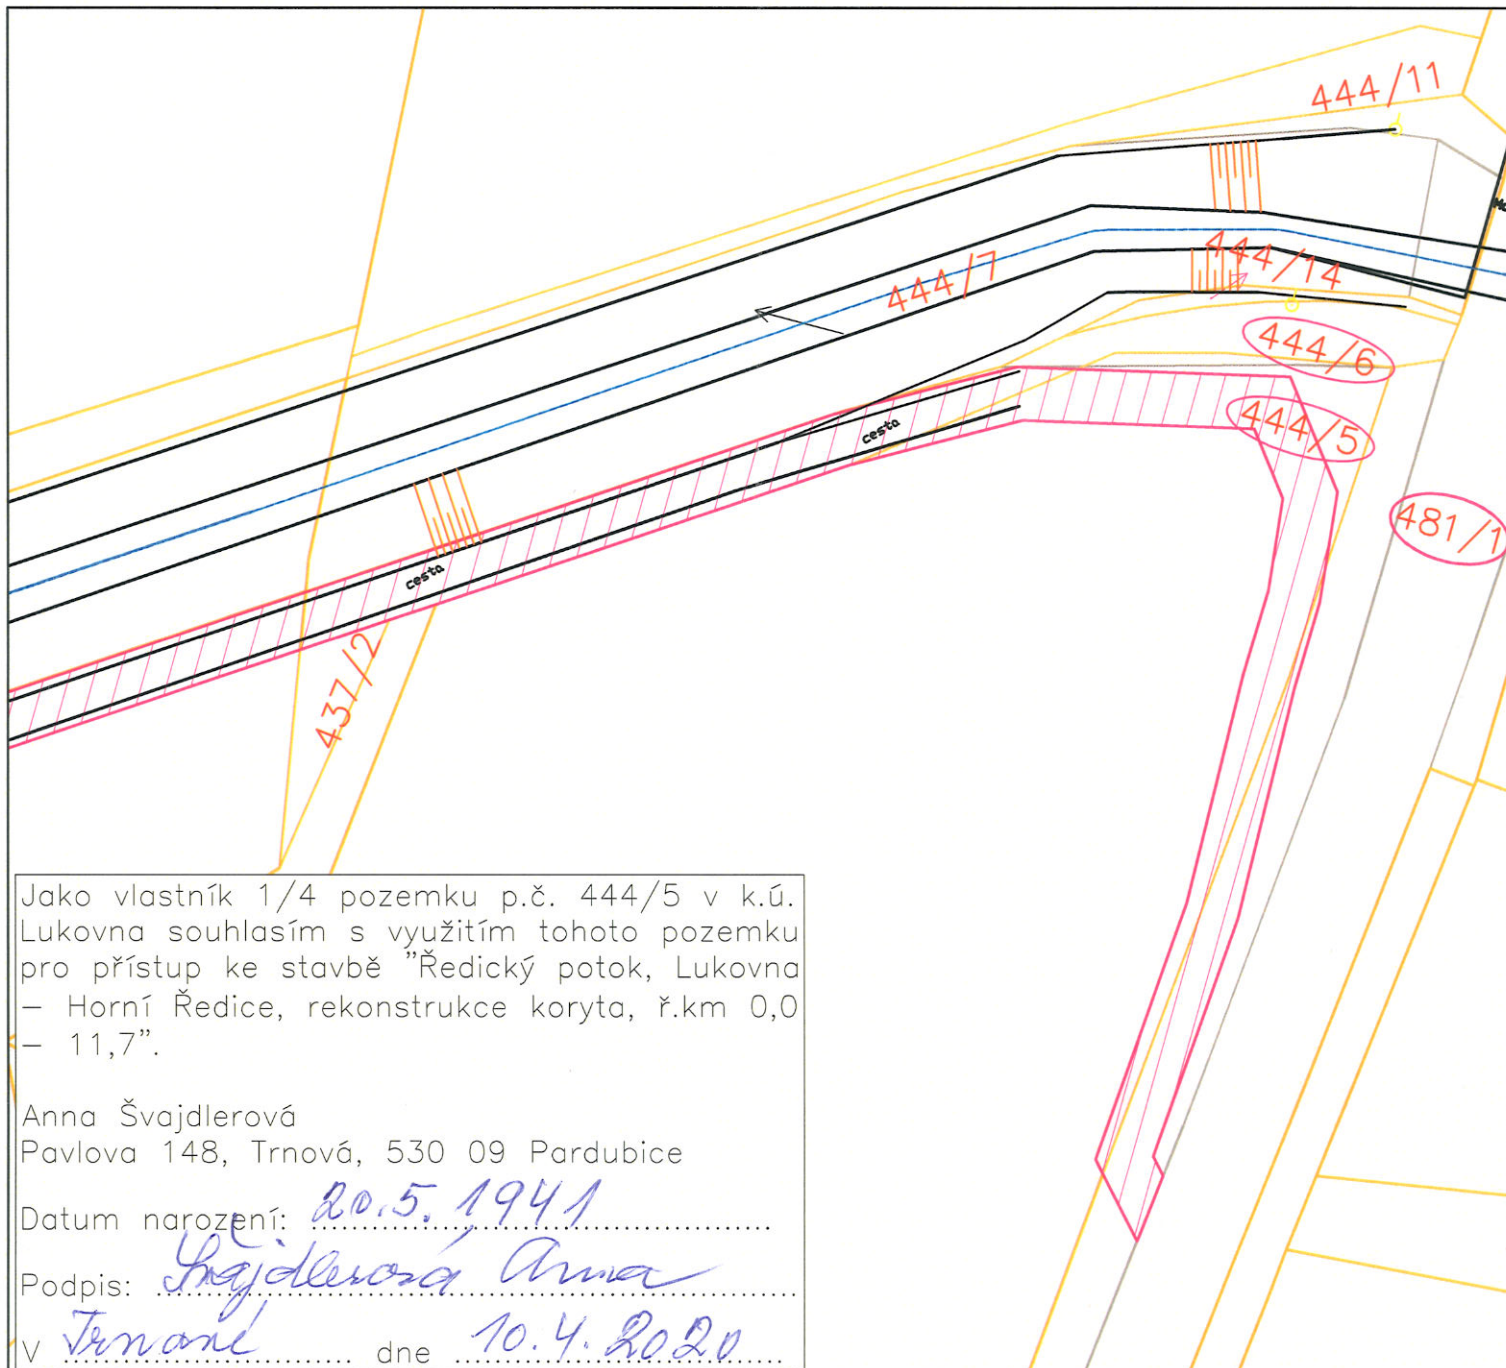 444/11
444/7
444/14
444/6
444/5
481/1
cesta
cesta
437/2
Jako vlastník 1/4 pozemku p.č. 444/5 v k.ú.
Lukovna souhlasím s využitím tohoto pozemku
pro přístup ke stavbě "Ředický potok, Lukovna
– Horní Ředice, rekonstrukce koryta, ř.km 0,0
– 11,7".
Anna Švajdlerová
Pavlova 148, Trnová, 530 09 Pardubice
Datum narození: 20.5.1941
Podpis: Švajdlerová Anna
V Trnové dne 10.4.2020